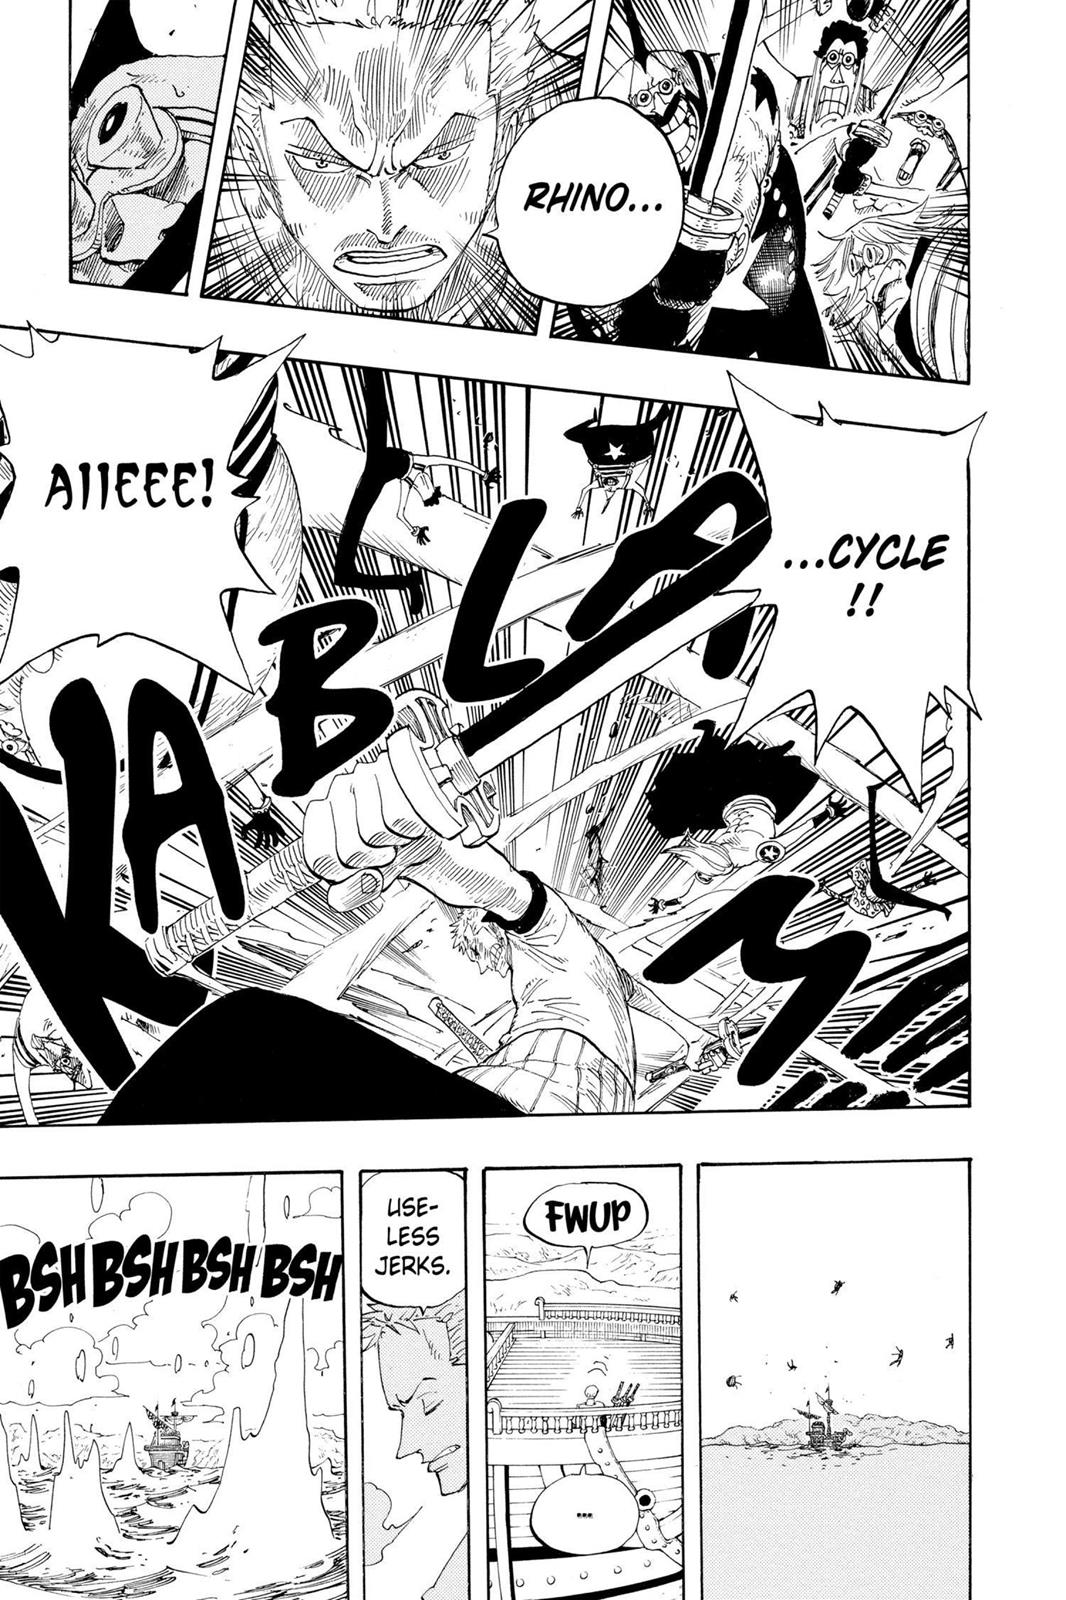 RHINO...
...CYCLE
!!
AIIEEE!
KABLAM
FWUP
...
USE-
LESS
JERKS.
BSH BSH BSH BSH